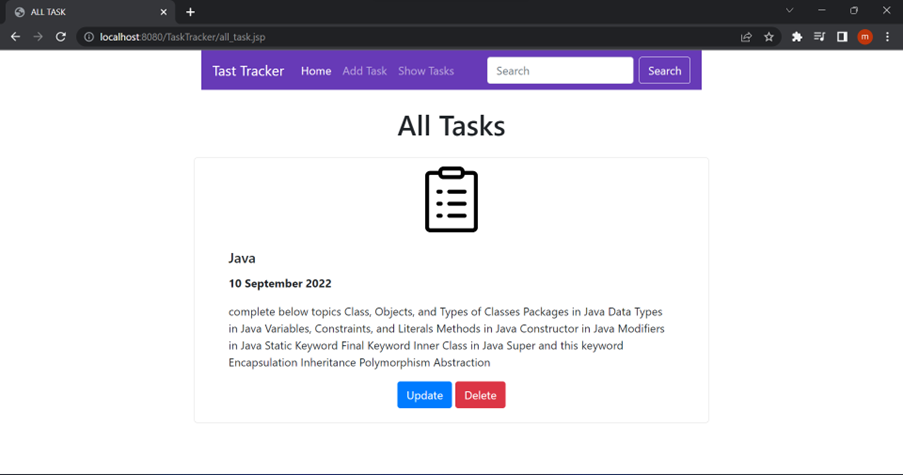 ALL TASK
localhost:8080/TaskTracker/all_task.jsp
m
Tast Tracker Home Add Task Show Tasks Search Search
All Tasks
Java
10 September 2022
complete below topics Class, Objects, and Types of Classes Packages in Java Data Types
in Java Variables, Constraints, and Literals Methods in Java Constructor in Java Modifiers
in Java Static Keyword Final Keyword Inner Class in Java Super and this keyword
Encapsulation Inheritance Polymorphism Abstraction
Update Delete